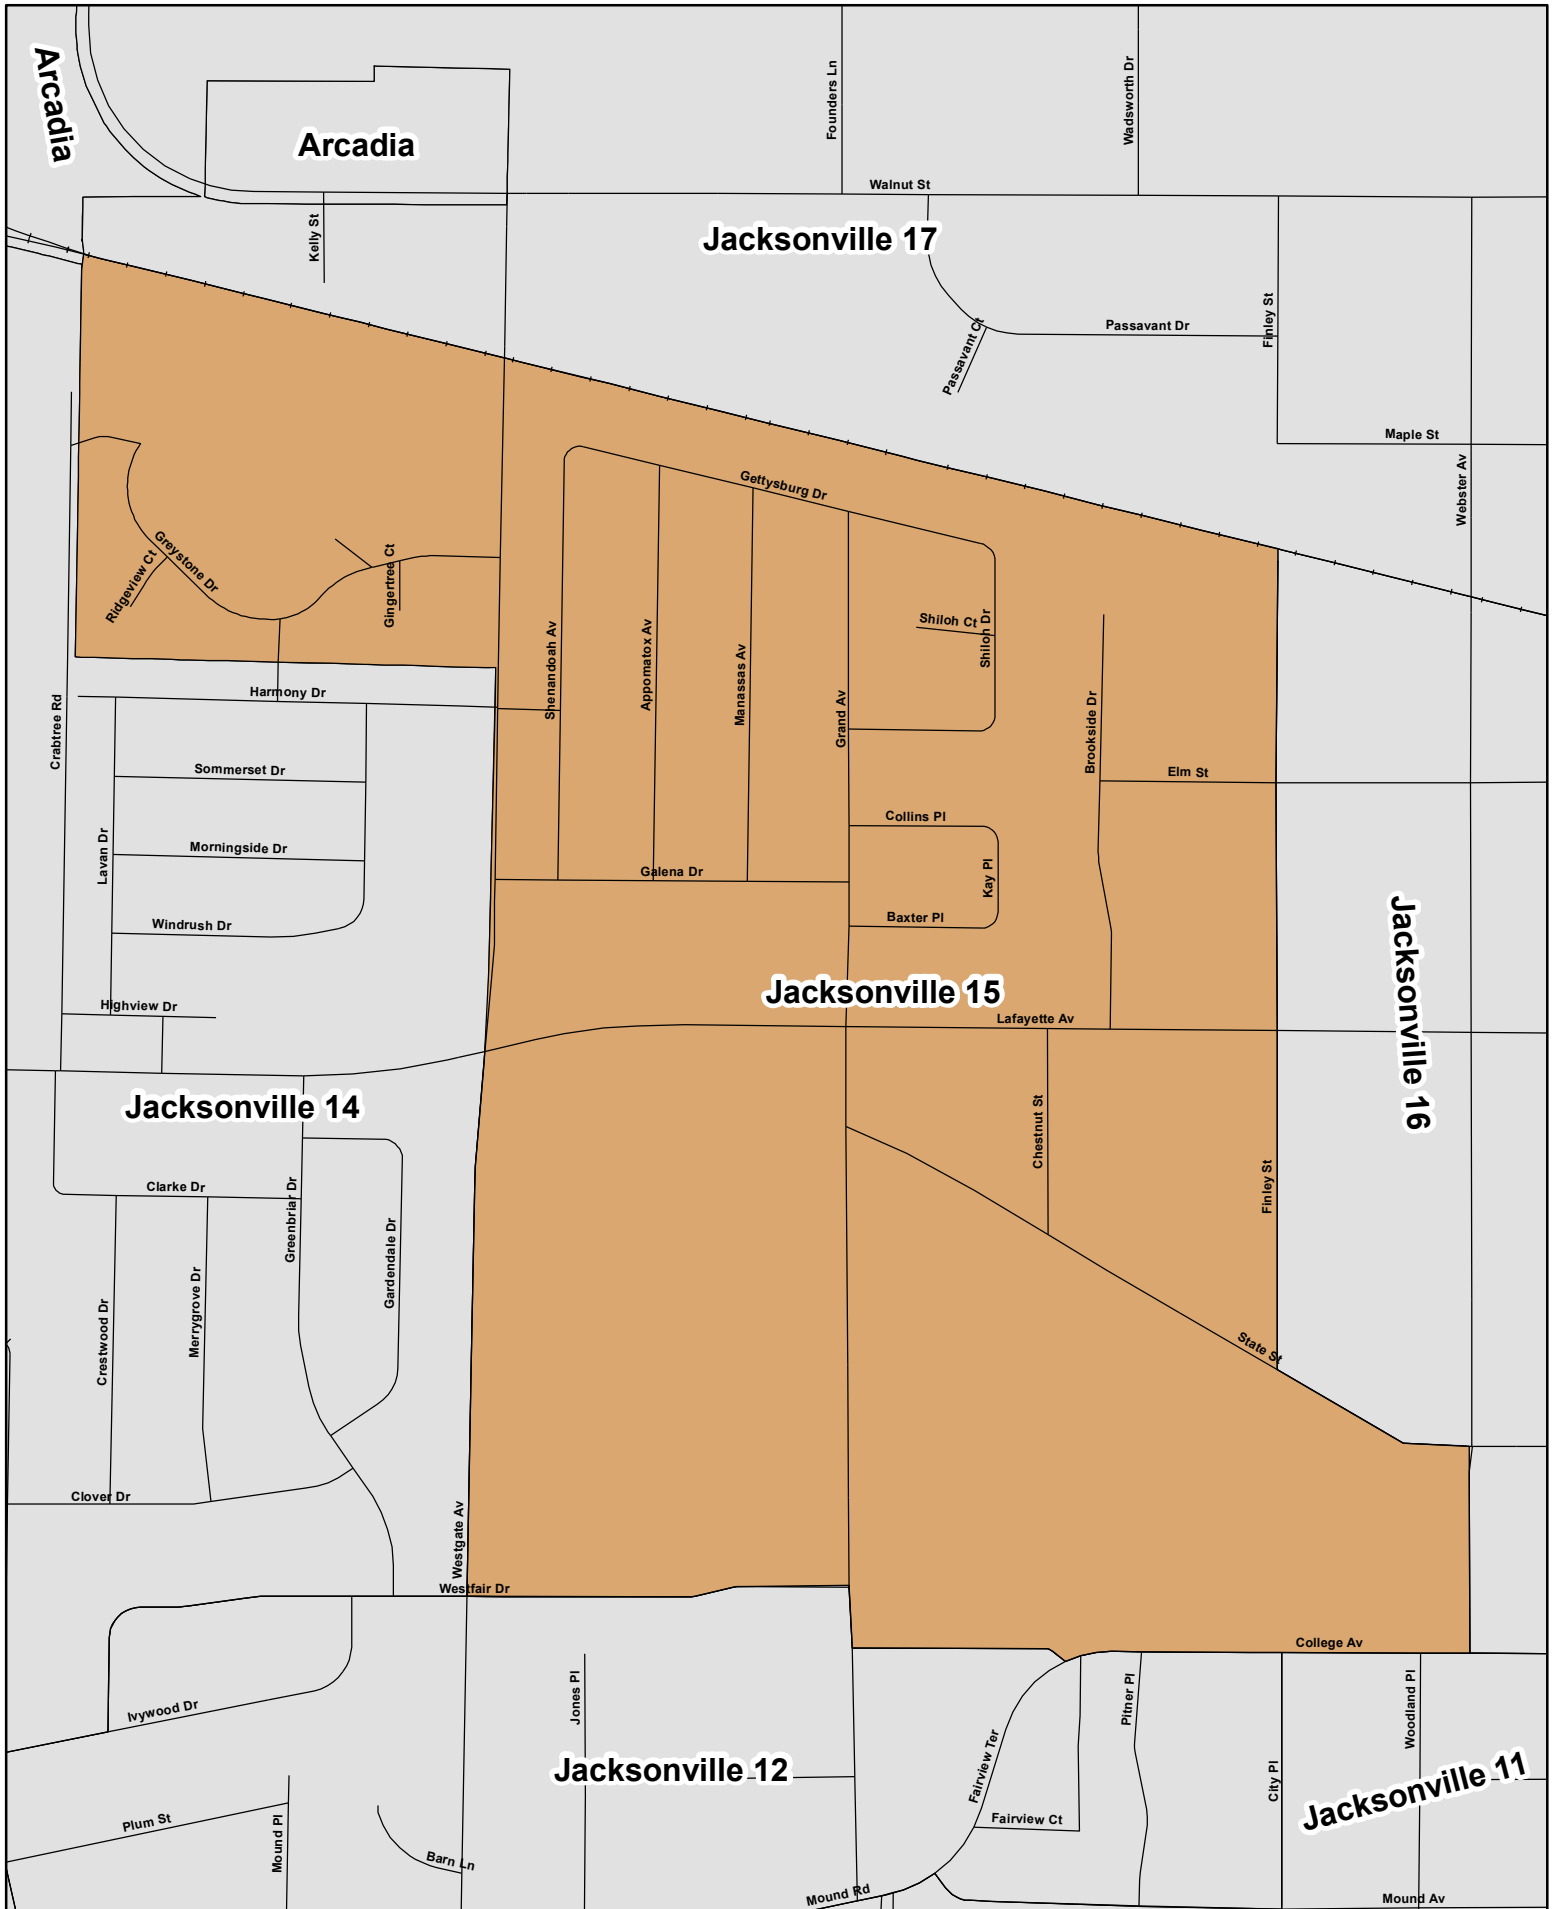 Arcadia
Arcadia
Founders Ln
Wadsworth Dr
Walnut St
Kelly St
Jacksonville 17
Finley St
Passavant Dr
Passavant Ct
Maple St
Webster Av
Gettysburg Dr
Greystone Dr
Ridgeview Ct
Gingertree Ct
Shiloh Ct
Shiloh Dr
Shenandoah Av
Appomatox Av
Manassas Av
Grand Av
Brookside Dr
Harmony Dr
Crabtree Rd
Sommerset Dr
Elm St
Collins Pl
Lavan Dr
Morningside Dr
Galena Dr
Kay Pl
Baxter Pl
Windrush Dr
Jacksonville 15
Jacksonville 16
Highview Dr
Lafayette Av
Jacksonville 14
Chestnut St
Clarke Dr
Greenbriar Dr
Finley St
Gardendale Dr
Merrygrove Dr
Crestwood Dr
State St
Clover Dr
Westgate Av
Westfair Dr
College Av
Ivywood Dr
Jones Pl
Pitner Pl
Woodland Pl
Fairview Ter
Jacksonville 12
City Pl
Jacksonville 11
Plum St
Mound Pl
Fairview Ct
Barn Ln
Mound Rd
Mound Av